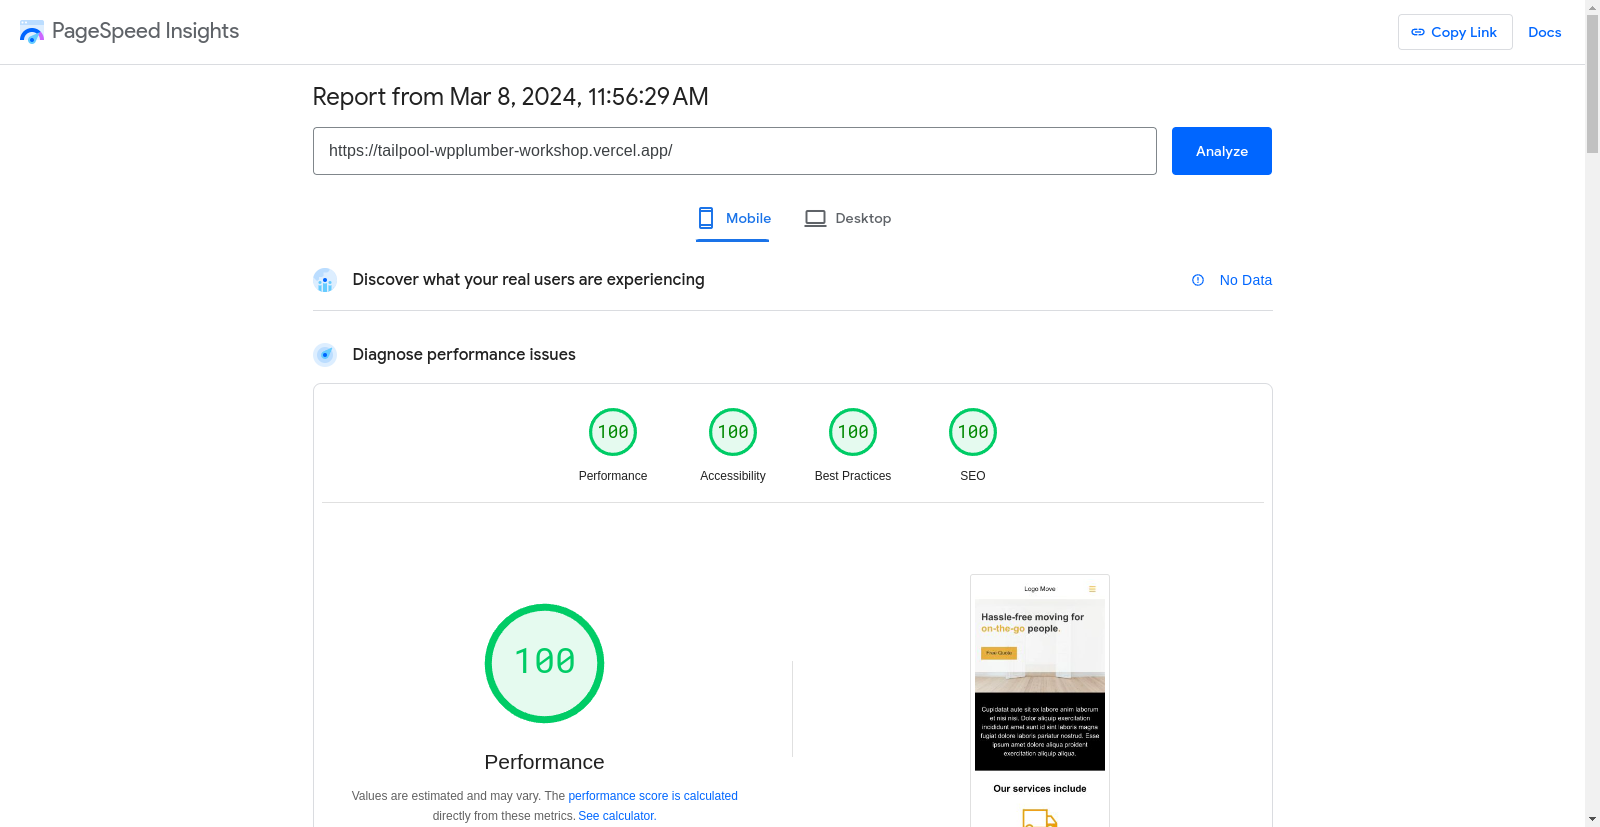 PageSpeed Insights
Copy Link
Docs
Report from Mar 8, 2024, 11:56:29 AM
https://tailpool-wpplumber-workshop.vercel.app/
Analyze
Mobile
Desktop
Discover what your real users are experiencing
No Data
Diagnose performance issues
100
100
100
100
Performance
Accessibility
Best Practices
SEO
100
Performance
Values are estimated and may vary. The performance score is calculated
directly from these metrics. See calculator.
Logo Move
Hassle-free moving for
on-the-go people.
Free Quote
Cupidatat aute sit ex labore anim laborum
et nisi nisi. Dolor aliquip exercitation
incididunt amet sunt id sint laboris magna
fugiat dolore laboris pariatur nostrud. Esse
ipsum amet dolore aliqua proident
exercitation aliquip aliqua.
Our services include